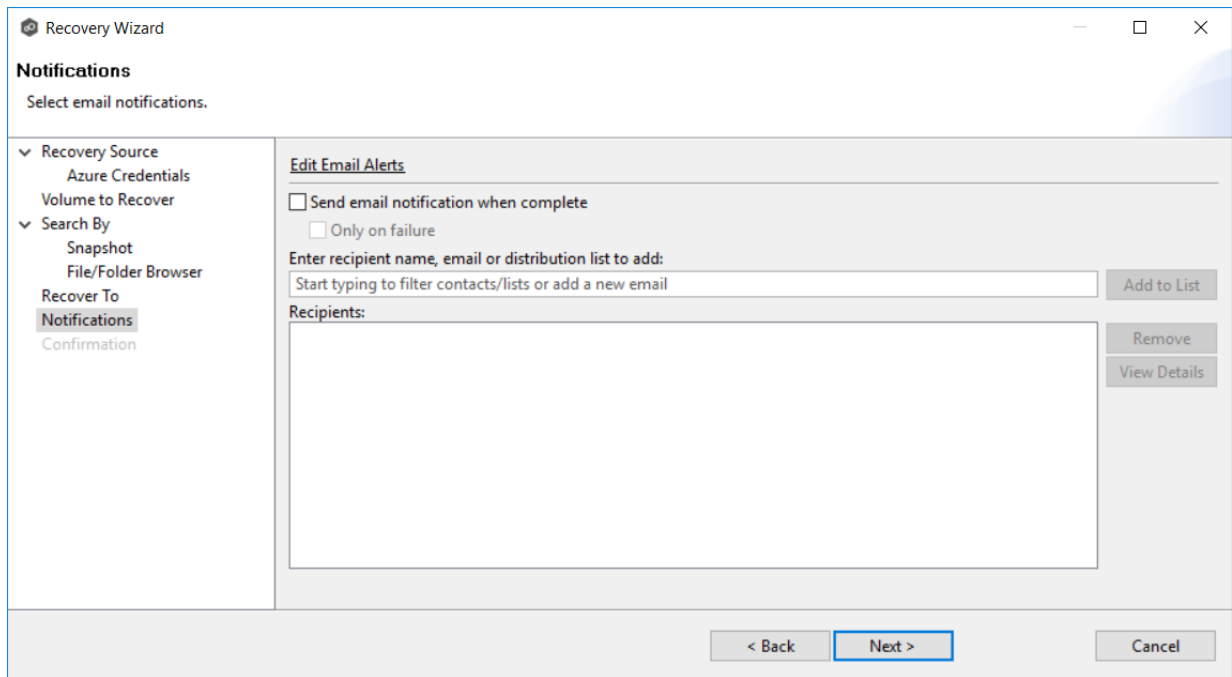 Recovery Wizard
Notifications
Select email notifications.
Recovery Source
Azure Credentials
Volume to Recover
Search By
Snapshot
File/Folder Browser
Recover To
Notifications
Confirmation
Edit Email Alerts
Send email notification when complete
Only on failure
Enter recipient name, email or distribution list to add:
Start typing to filter contacts/lists or add a new email
Add to List
Recipients:
Remove
View Details
< Back
Next >
Cancel